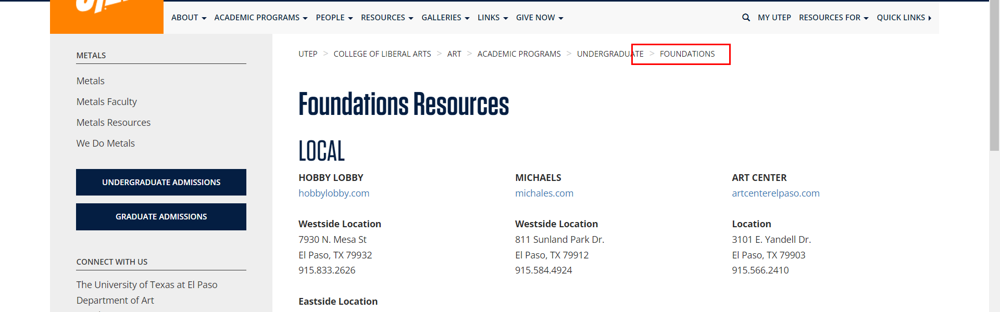 ABOUT ACADEMIC PROGRAMS PEOPLE RESOURCES GALLERIES LINKS GIVE NOW MY UTEP RESOURCES FOR QUICK LINKS
METALS
Metals
Metals Faculty
Metals Resources
We Do Metals
UNDERGRADUATE ADMISSIONS
GRADUATE ADMISSIONS
CONNECT WITH US
The University of Texas at El Paso
Department of Art
UTEP > COLLEGE OF LIBERAL ARTS > ART > ACADEMIC PROGRAMS > UNDERGRADUATE > FOUNDATIONS
Foundations Resources
LOCAL
HOBBY LOBBY
hobbylobby.com
Westside Location
7930 N. Mesa St
El Paso, TX 79932
915.833.2626
Eastside Location
MICHAELS
michales.com
Westside Location
811 Sunland Park Dr.
El Paso, TX 79912
915.584.4924
ART CENTER
artcenterelpaso.com
Location
3101 E. Yandell Dr.
El Paso, TX 79903
915.566.2410